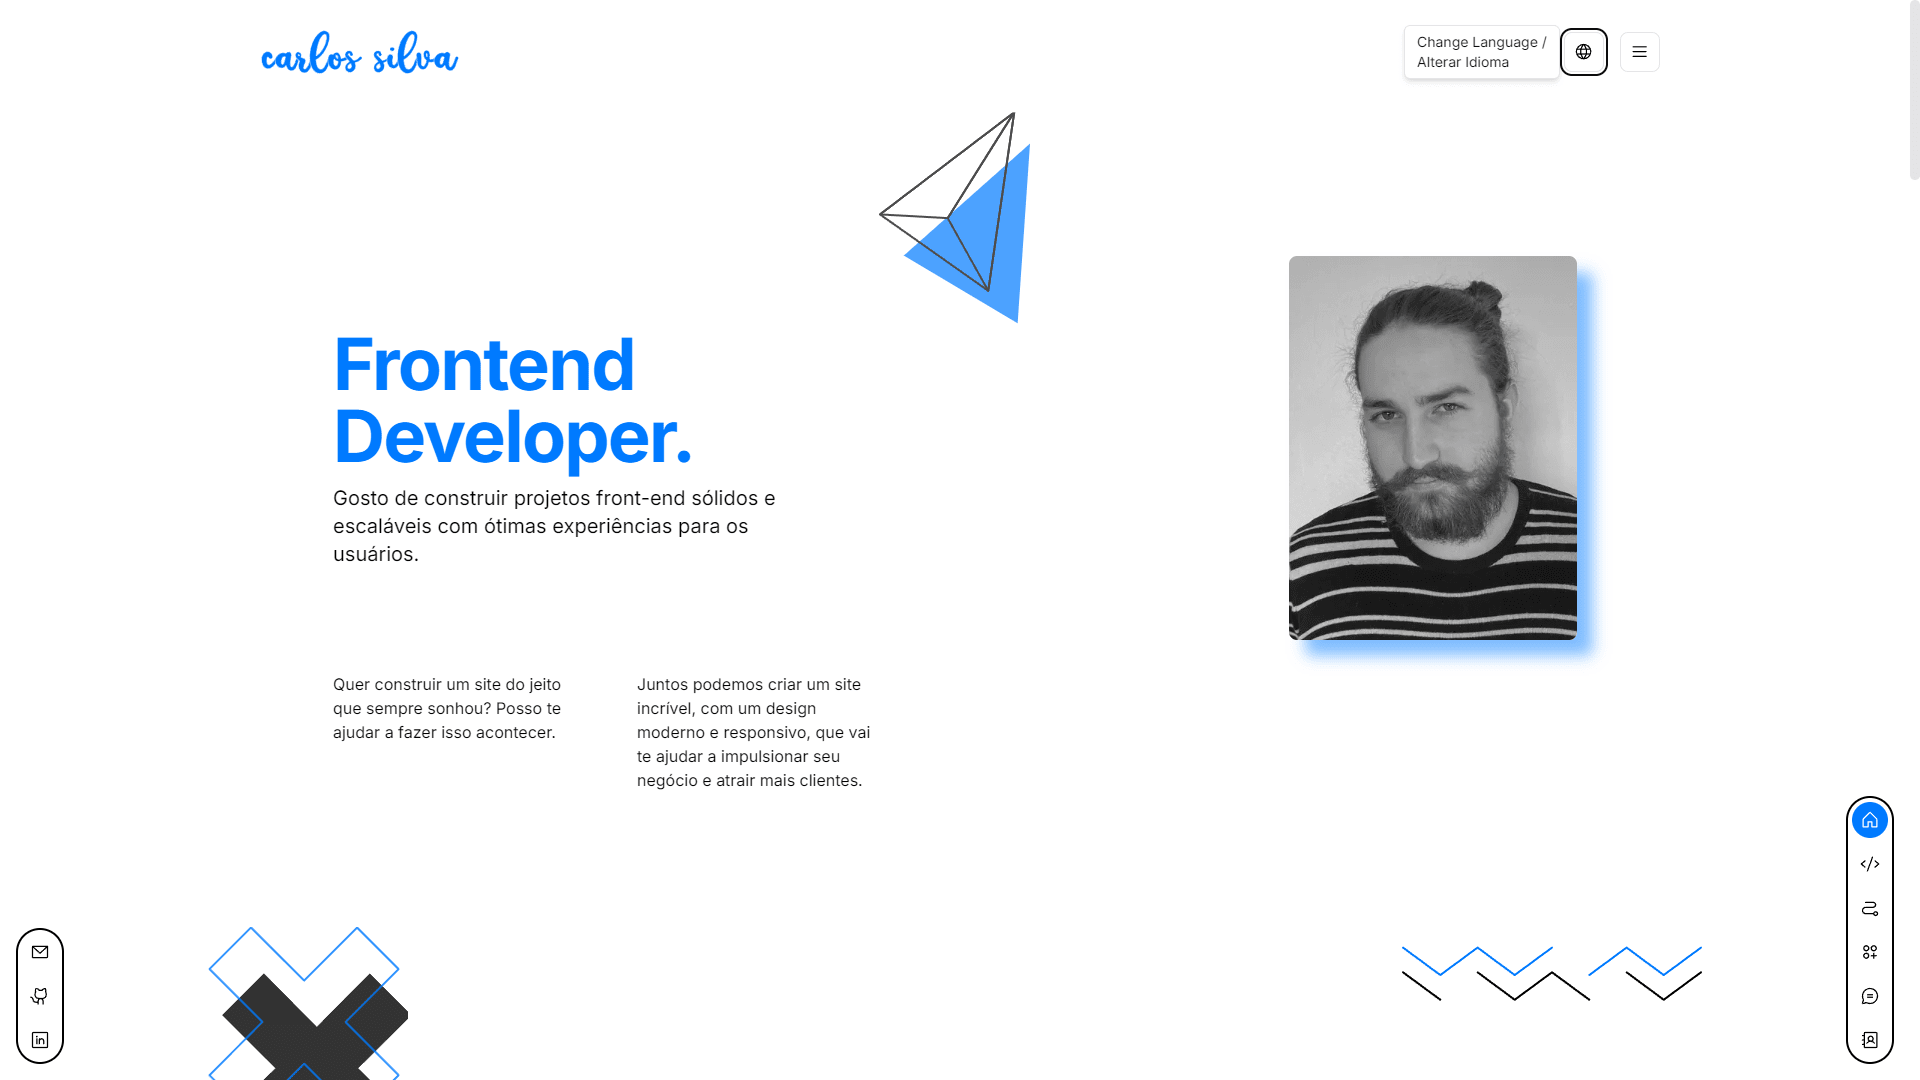 carlos silva
Change Language /
Alterar Idioma
Frontend
Developer.
Gosto de construir projetos front-end sólidos e
escaláveis com ótimas experiências para os
usuários.
Quer construir um site do jeito
que sempre sonhou? Posso te
ajudar a fazer isso acontecer.
Juntos podemos criar um site
incrível, com um design
moderno e responsivo, que vai
te ajudar a impulsionar seu
negócio e atrair mais clientes.
in